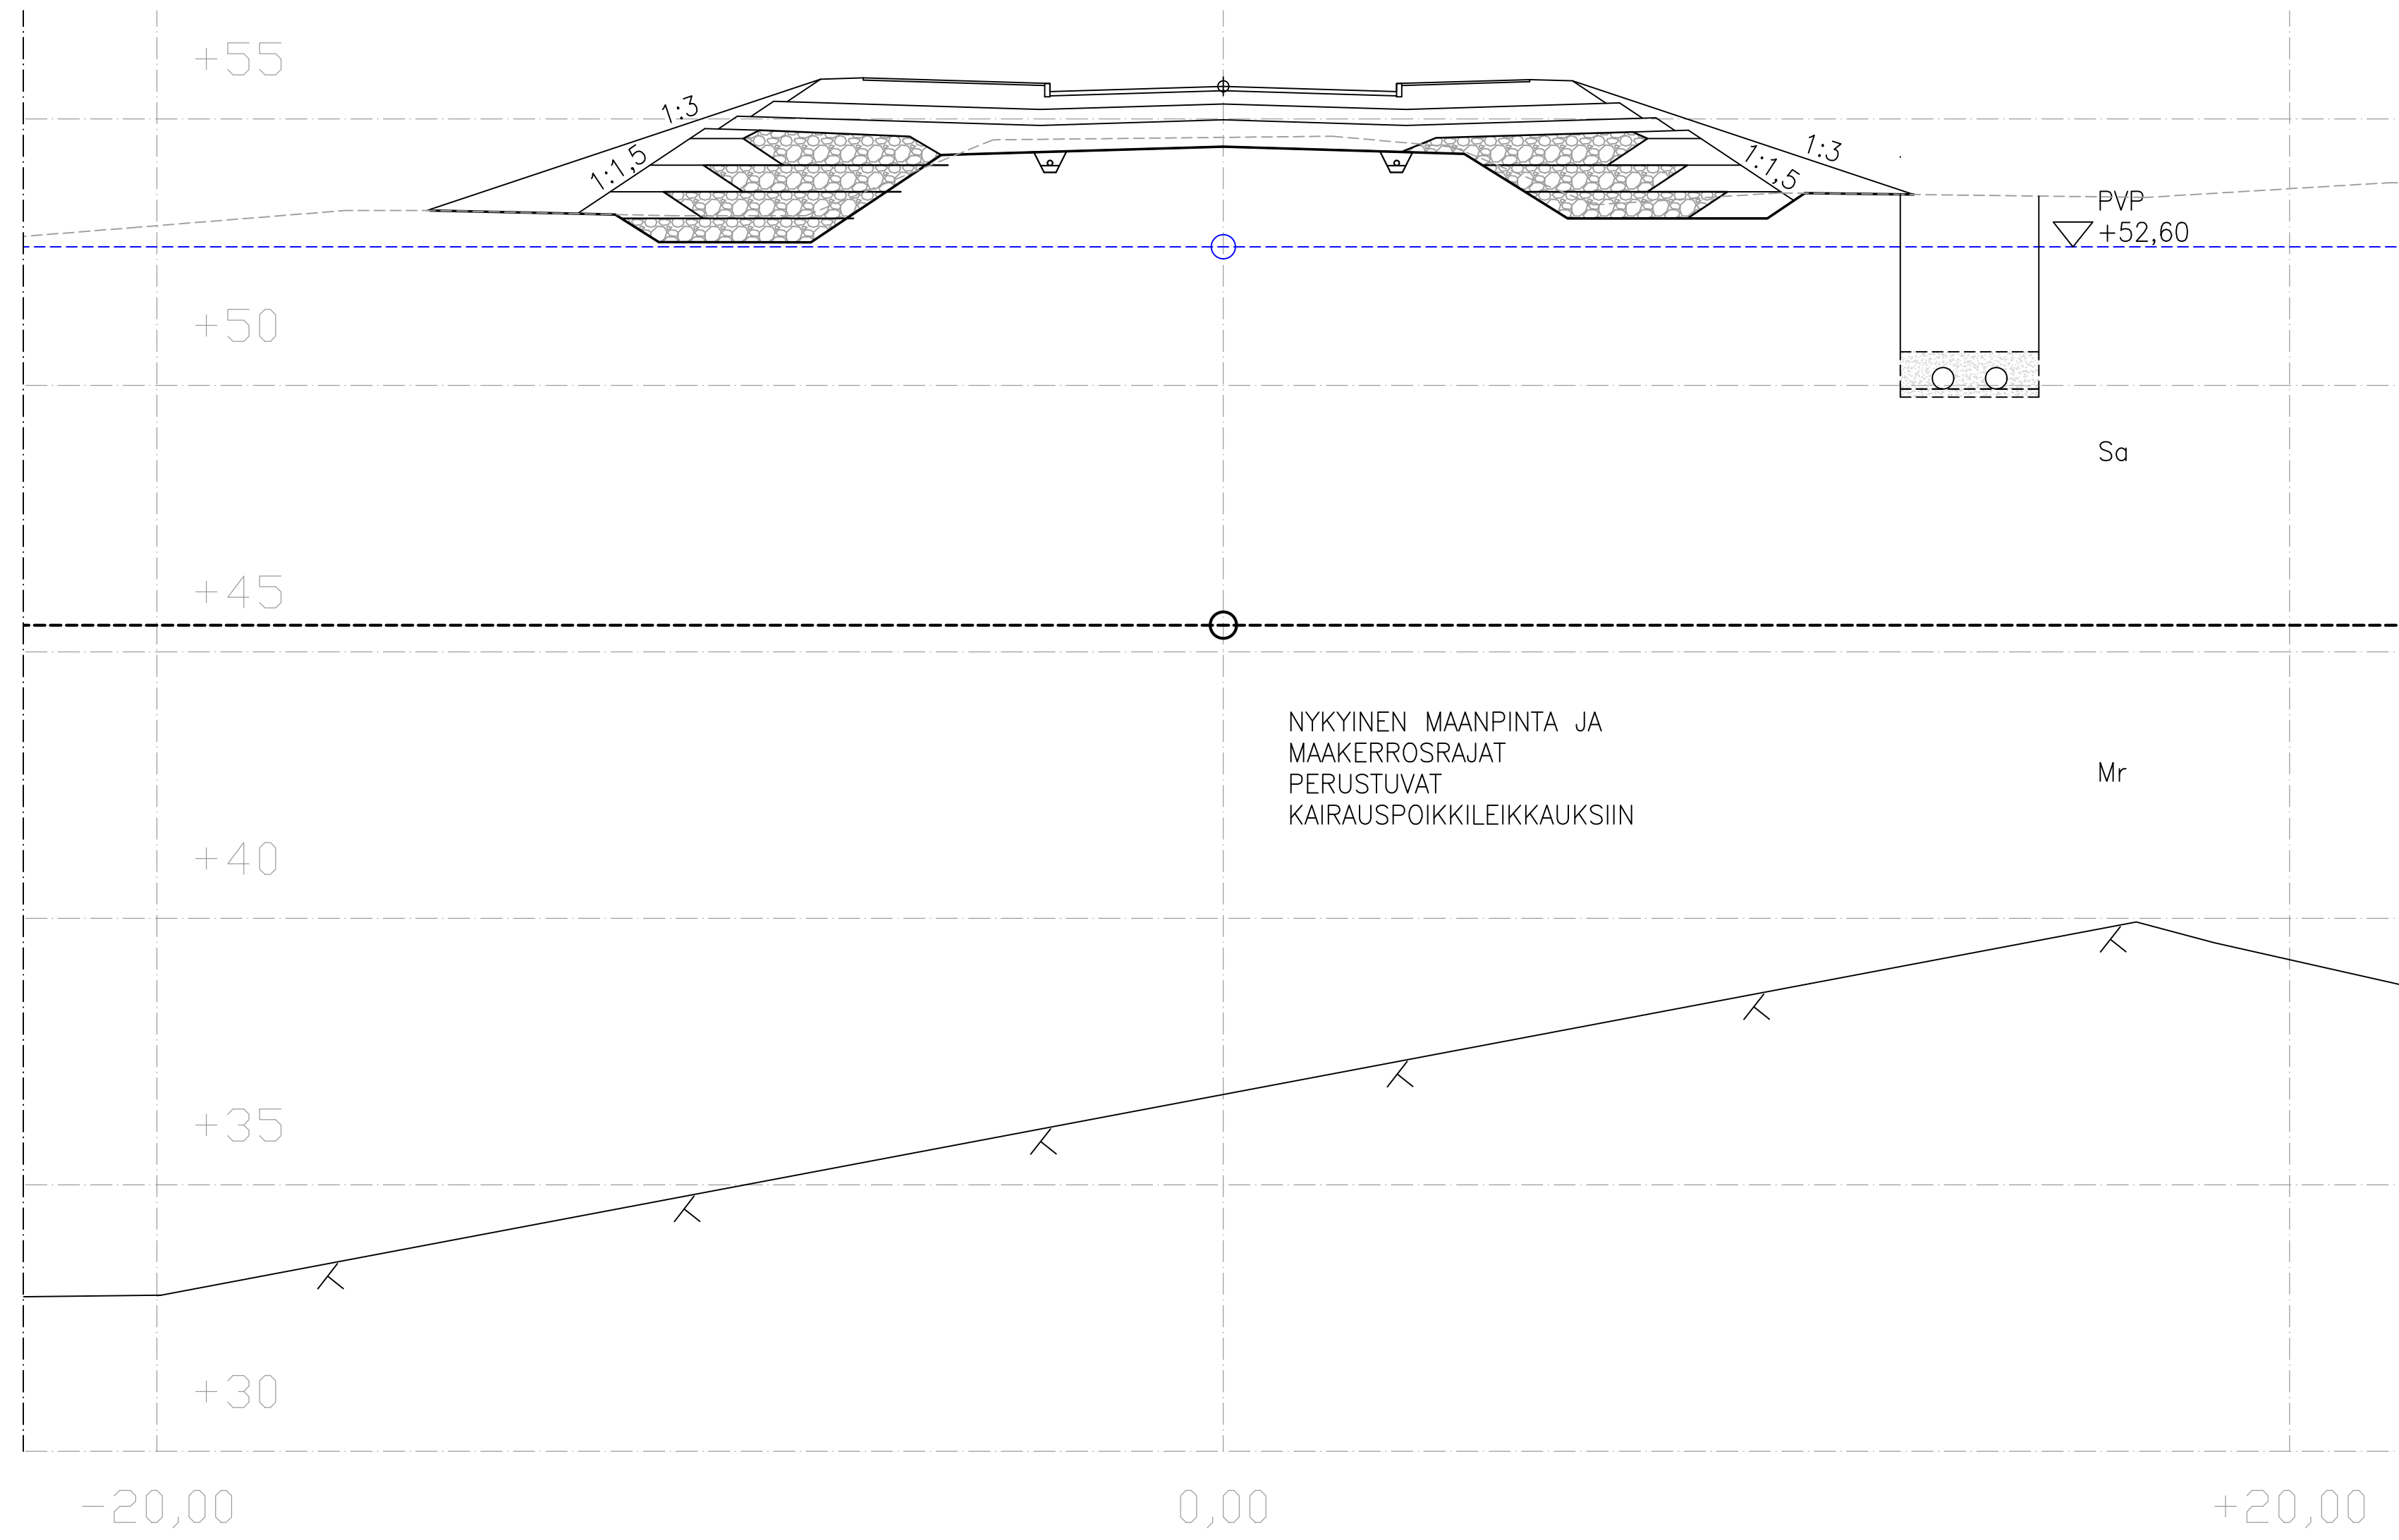 +55
1:3
1:1,5
1:3
1:1,5
PVP
+52,60
+50
Sa
+45
NYKYINEN MAANPINTA JA
MAAKERROSRAJAT
PERUSTUVAT
KAIRAUSPOIKKILEIKKAUKSIIN
Mr
+40
+35
+30
-20,00
0,00
+20,00